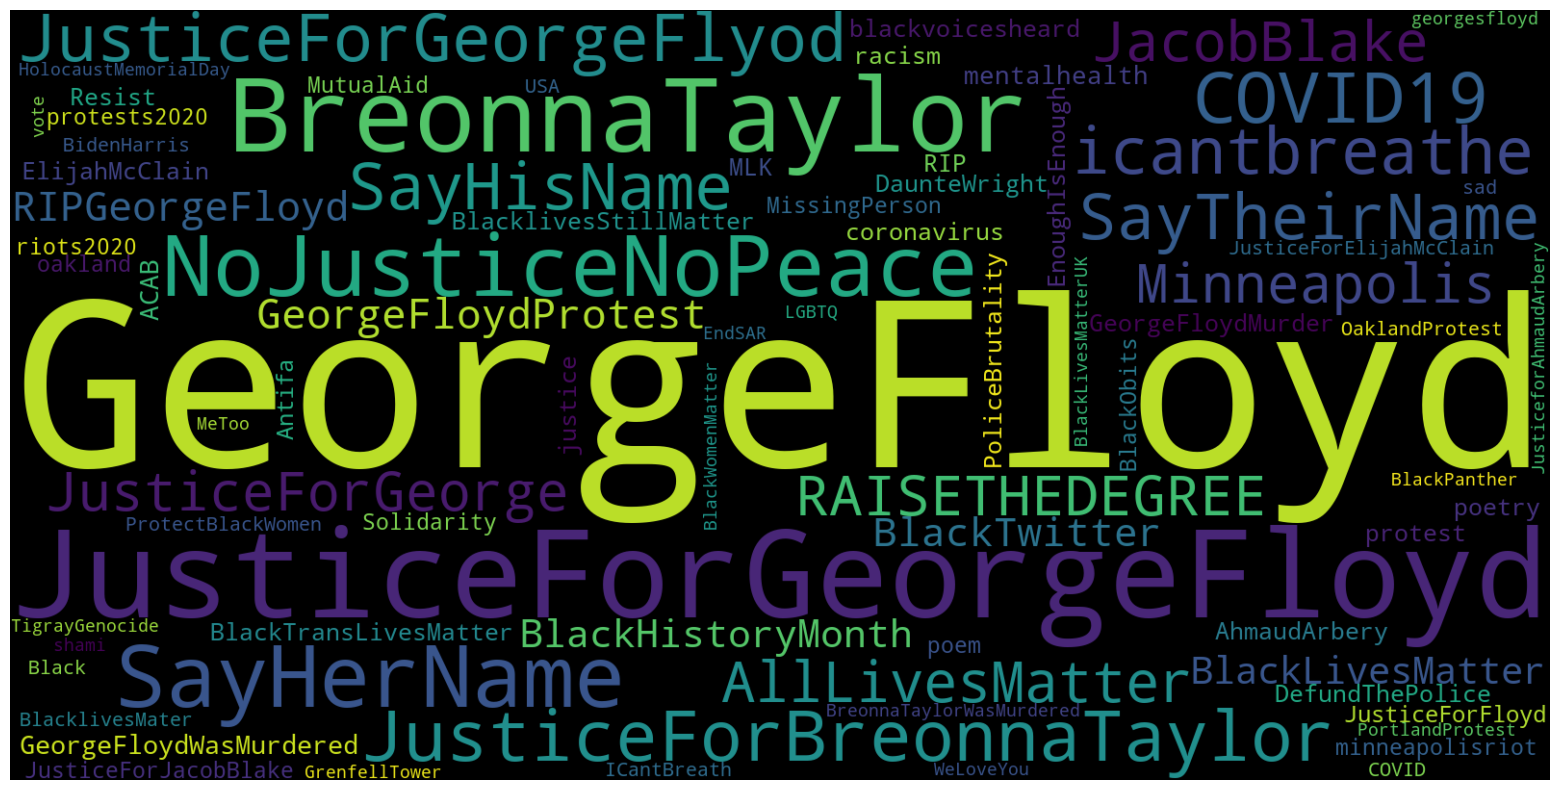 JusticeForGeorgeFlyod
blackvoicesheard
JacobBlake
georgesfloyd
HolocaustMemorialDay
racism
MutualAid
USA
mentalhealth
COVID19
Resist
BreonnaTaylor
vote
protests2020
EnoughIsEnough
icantbreathe
BidenHarris
ElijahMcClain
SayHisName
MLK
RIP
DaunteWright
sad
RIPGeorgeFloyd
BlacklivesStillMatter
MissingPerson
SayTheirName
riots2020
coronavirus
JusticeForElijahMcClain
oakland
ACAB
NoJusticeNoPeace
PoliceBrutality
BlackLivesMatterUK
Minneapolis
JusticeforAhmaudArbery
GeorgeFloydProtest
LGBTQ
GeorgeFloydMurder
OaklandProtest
EndSAR
GeorgeFloyd
Antifa
justice
BlackWomenMatter
BlackObits
MeToo
JusticeForGeorge
RAISETHEDEGREE
BlackPanther
poetry
ProtectBlackWomen
Solidarity
BlackTwitter
protest
JusticeForGeorgeFloyd
TigrayGenocide
BlackTransLivesMatter
BlackHistoryMonth
poem
AhmaudArbery
shami
Black
SayHerName
AllLivesMatter
BlackLivesMatter
DefundThePolice
BlacklivesMater
BreonnaTaylorWasMurdered
JusticeForFloyd
GeorgeFloydWasMurdered
JusticeForBreonnaTaylor
PortlandProtest
minneapolisriot
JusticeForJacobBlake
GrenfellTower
ICantBreath
WeLoveYou
COVID